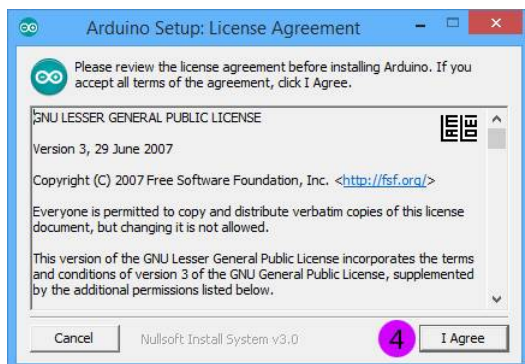 Arduino Setup: License Agreement
Please review the license agreement before installing Arduino. If you
accept all terms of the agreement, click I Agree.
GNU LESSER GENERAL PUBLIC LICENSE
Version 3, 29 June 2007
Copyright (C) 2007 Free Software Foundation, Inc. <http://fsf.org/>
Everyone is permitted to copy and distribute verbatim copies of this license
document, but changing it is not allowed.
This version of the GNU Lesser General Public License incorporates the terms
and conditions of version 3 of the GNU General Public License, supplemented
by the additional permissions listed below.
Cancel
Nullsoft Install System v3.0
4
I Agree